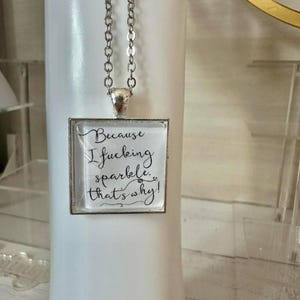 Because
I fucking
sparkle,
that's why!